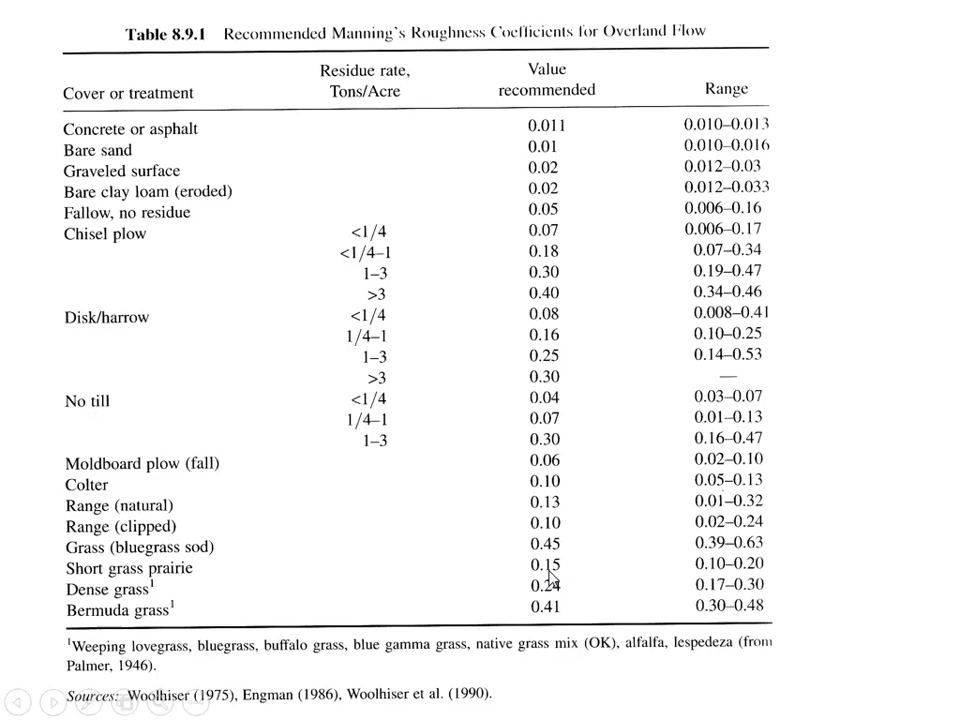 Table 8.9.1 Recommended Manning's Roughness Coefficients for Overland Flow
Residue rate, Value
Cover or treatment Tons/Acre recommended Range
Concrete or asphalt 0.011 0.010–0.013
Bare sand 0.01 0.010–0.016
Graveled surface 0.02 0.012–0.03
Bare clay loam (eroded) 0.02 0.012–0.033
Fallow, no residue 0.05 0.006–0.16
Chisel plow <1/4 0.07 0.006–0.17
<1/4–1 0.18 0.07–0.34
1–3 0.30 0.19–0.47
>3 0.40 0.34–0.46
Disk/harrow <1/4 0.08 0.008–0.41
1/4–1 0.16 0.10–0.25
1–3 0.25 0.14–0.53
>3 0.30 —
No till <1/4 0.04 0.03–0.07
1/4–1 0.07 0.01–0.13
1–3 0.30 0.16–0.47
Moldboard plow (fall) 0.06 0.02–0.10
Colter 0.10 0.05–0.13
Range (natural) 0.13 0.01–0.32
Range (clipped) 0.10 0.02–0.24
Grass (bluegrass sod) 0.45 0.39–0.63
Short grass prairie 0.15 0.10–0.20
Dense grass¹ 0.24 0.17–0.30
Bermuda grass¹ 0.41 0.30–0.48
¹Weeping lovegrass, bluegrass, buffalo grass, blue gamma grass, native grass mix (OK), alfalfa, lespedeza (from
Palmer, 1946).
Sources: Woolhiser (1975), Engman (1986), Woolhiser et al. (1990).